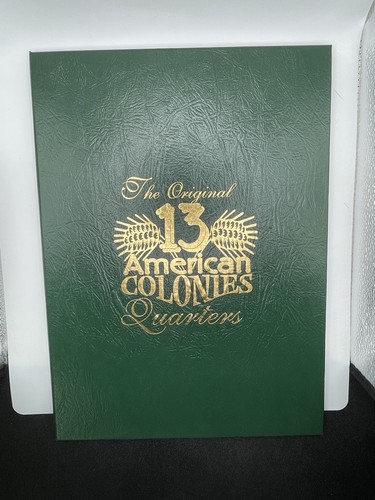 The Original
13
American
COLONIES
Quarters